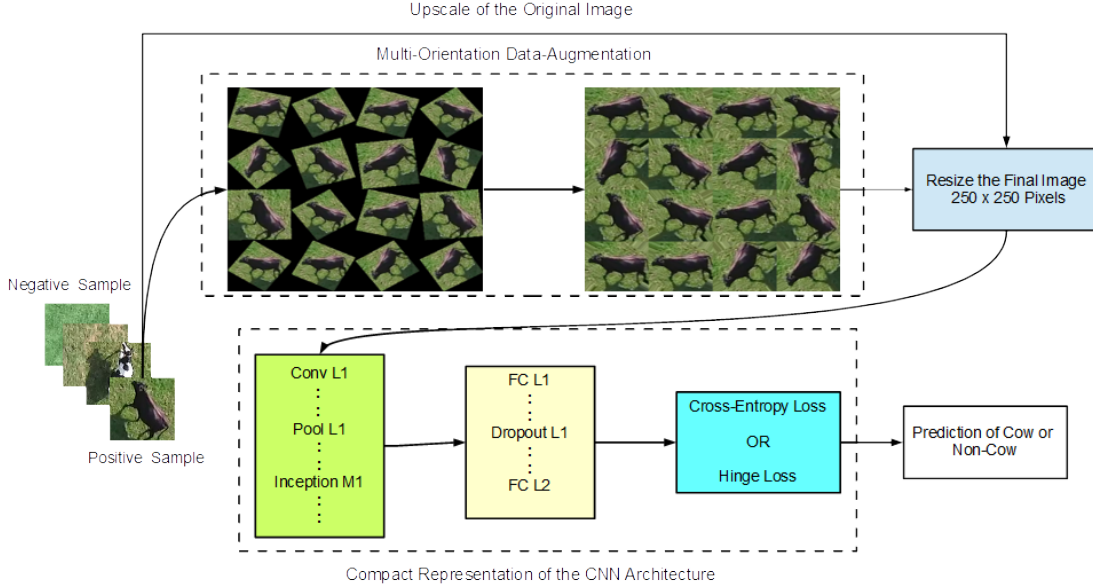 Upscale of the Original Image
Multi-Orientation Data-Augmentation
Resize the Final Image
250 x 250 Pixels
Negative Sample
Positive Sample
Conv L1
Pool L1
Inception M1
FC L1
Dropout L1
FC L2
Cross-Entropy Loss
OR
Hinge Loss
Prediction of Cow or
Non-Cow
Compact Representation of the CNN Architecture